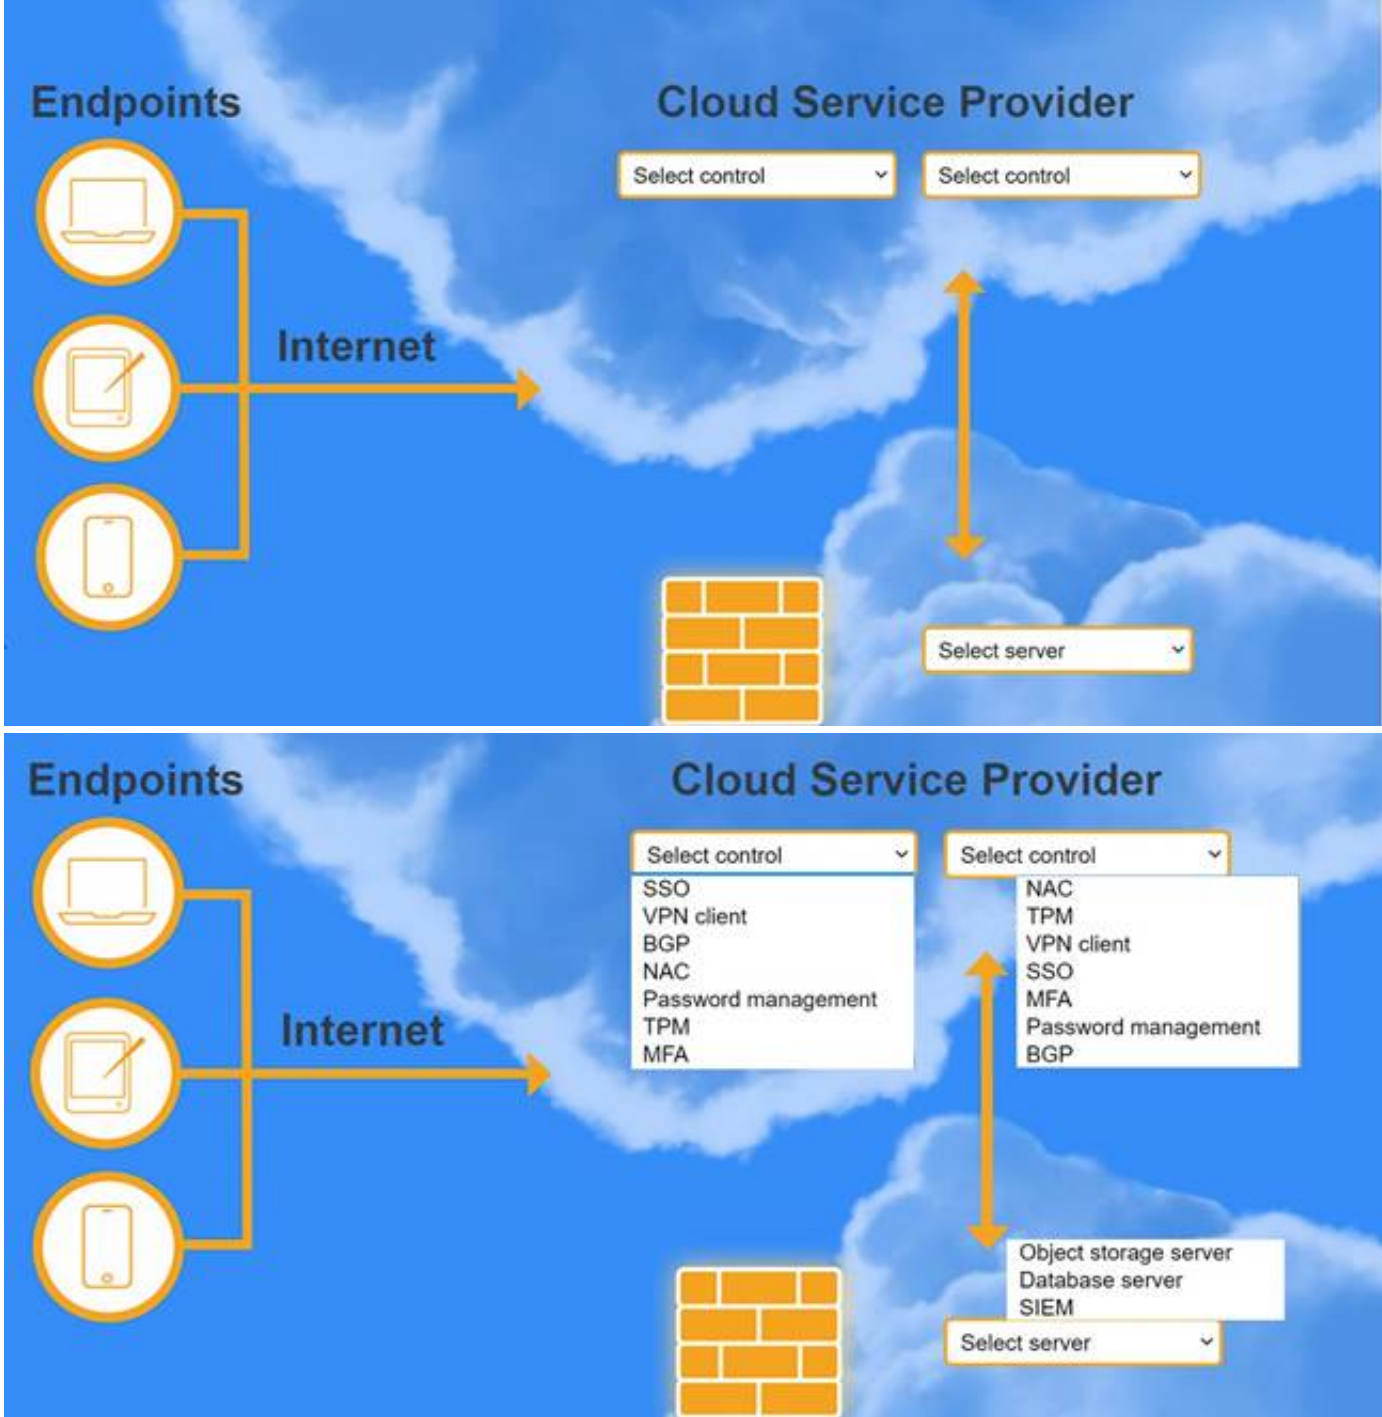 Endpoints
Cloud Service Provider
Select control
Select control
Internet
Select server
Endpoints
Cloud Service Provider
Select control
Select control
SSO
VPN client
BGP
NAC
Password management
TPM
MFA
NAC
TPM
VPN client
SSO
MFA
Password management
BGP
Internet
Object storage server
Database server
SIEM
Select server